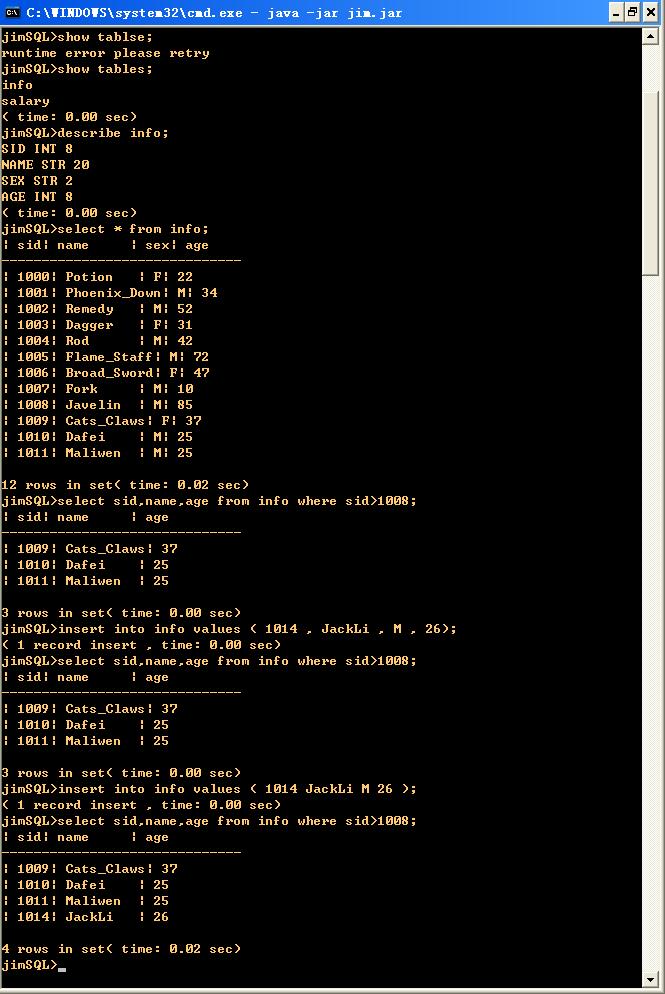 C:\WINDOWS\system32\cmd.exe - java -jar jim.jar
jimSQL>show tablse;
runtime error please retry
jimSQL>show tables;
info
salary
( time: 0.00 sec)
jimSQL>describe info;
SID INT 8
NAME STR 20
SEX STR 2
AGE INT 8
( time: 0.00 sec)
jimSQL>select * from info;
| sid| name      | sex| age
------------------------------
| 1000| Potion   | F| 22
| 1001| Phoenix_Down| M| 34
| 1002| Remedy   | M| 52
| 1003| Dagger   | F| 31
| 1004| Rod      | M| 42
| 1005| Flame_Staff| M| 72
| 1006| Broad_Sword| F| 47
| 1007| Fork     | M| 10
| 1008| Javelin  | M| 85
| 1009| Cats_Claws| F| 37
| 1010| Dafei    | M| 25
| 1011| Maliwen  | M| 25
12 rows in set( time: 0.02 sec)
jimSQL>select sid,name,age from info where sid>1008;
| sid| name      | age
------------------------------
| 1009| Cats_Claws| 37
| 1010| Dafei    | 25
| 1011| Maliwen  | 25
3 rows in set( time: 0.00 sec)
jimSQL>insert into info values ( 1014 , JackLi , M , 26);
( 1 record insert , time: 0.00 sec)
jimSQL>select sid,name,age from info where sid>1008;
| sid| name      | age
------------------------------
| 1009| Cats_Claws| 37
| 1010| Dafei    | 25
| 1011| Maliwen  | 25
3 rows in set( time: 0.00 sec)
jimSQL>insert into info values ( 1014 JackLi M 26 );
( 1 record insert , time: 0.00 sec)
jimSQL>select sid,name,age from info where sid>1008;
| sid| name      | age
------------------------------
| 1009| Cats_Claws| 37
| 1010| Dafei    | 25
| 1011| Maliwen  | 25
| 1014| JackLi   | 26
4 rows in set( time: 0.02 sec)
jimSQL>_